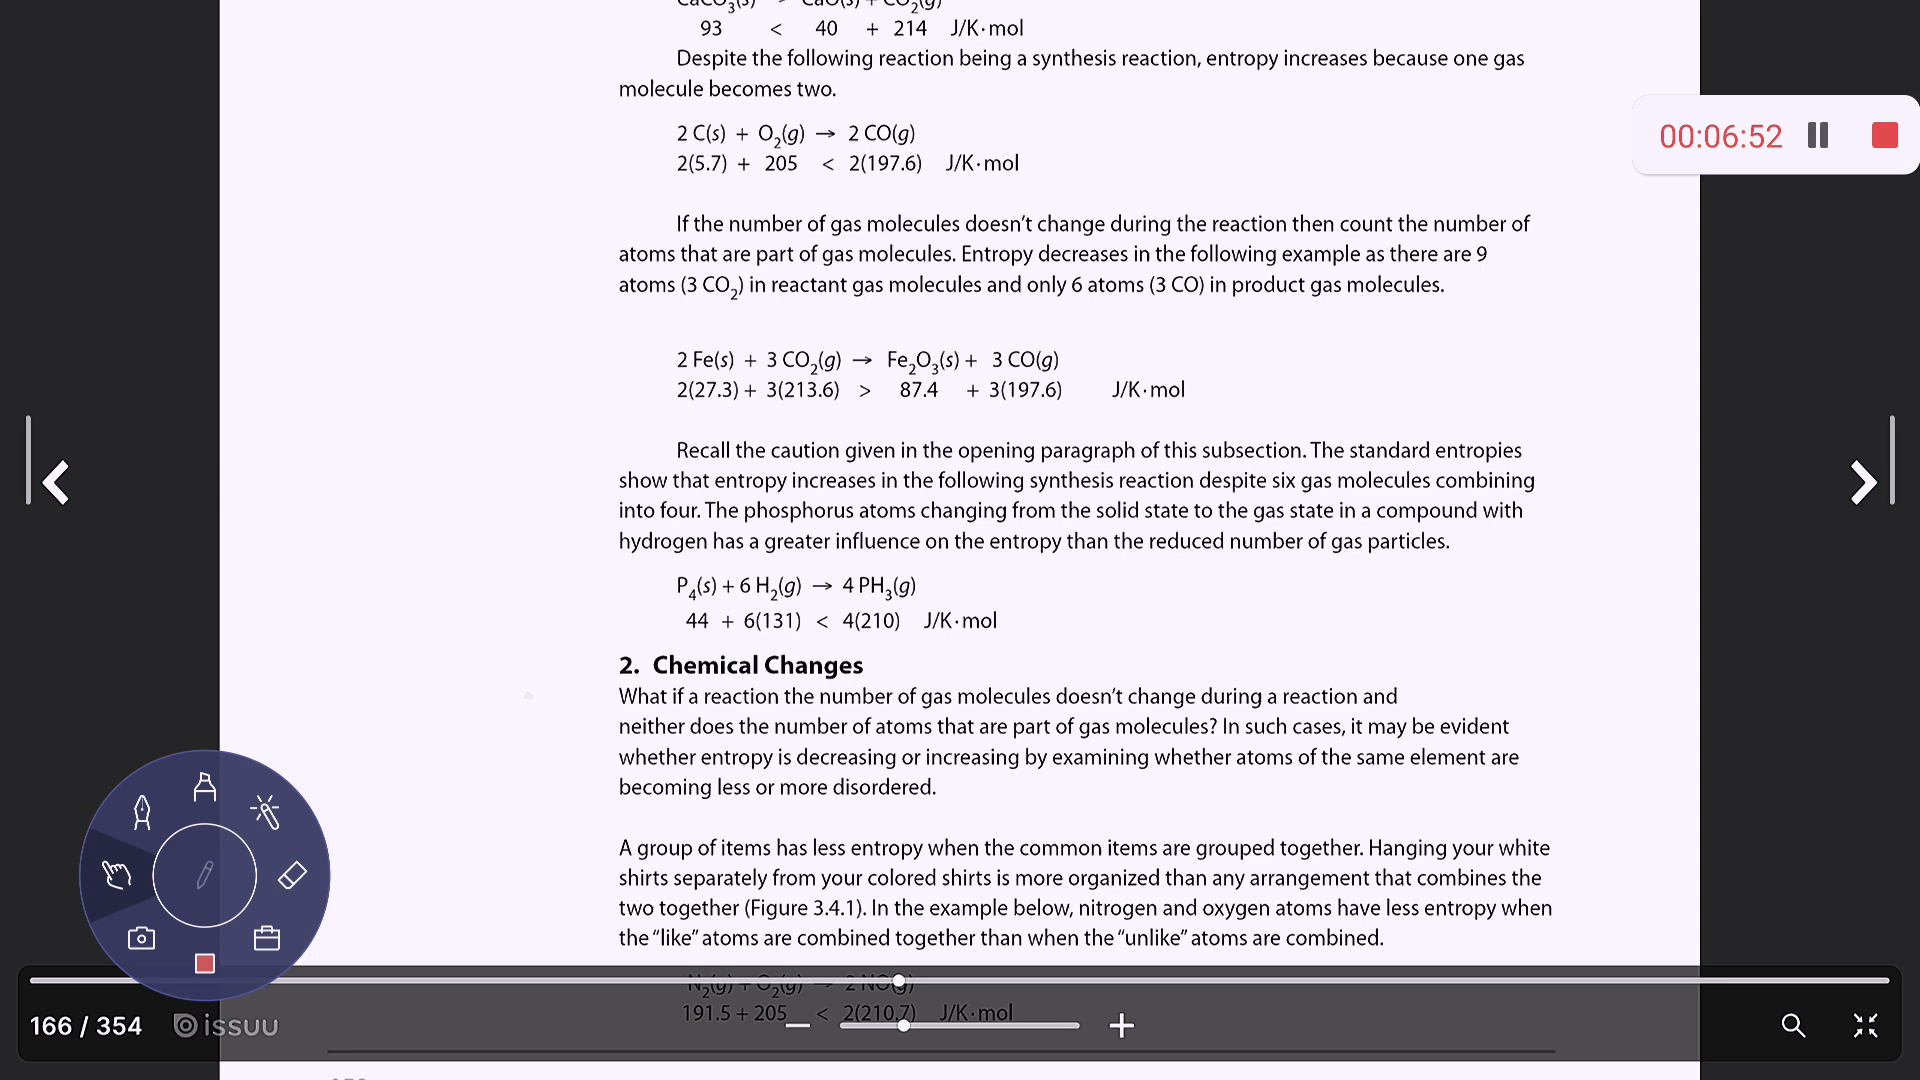 CaCO₃(s) → CaO(s) + CO₂(g)
93 < 40 + 214 J/K·mol
Despite the following reaction being a synthesis reaction, entropy increases because one gas
molecule becomes two.
2 C(s) + O₂(g) → 2 CO(g)
2(5.7) + 205 < 2(197.6) J/K·mol
00:06:52
If the number of gas molecules doesn't change during the reaction then count the number of
atoms that are part of gas molecules. Entropy decreases in the following example as there are 9
atoms (3 CO₂) in reactant gas molecules and only 6 atoms (3 CO) in product gas molecules.
2 Fe(s) + 3 CO₂(g) → Fe₂O₃(s) + 3 CO(g)
2(27.3) + 3(213.6) > 87.4 + 3(197.6) J/K·mol
Recall the caution given in the opening paragraph of this subsection. The standard entropies
show that entropy increases in the following synthesis reaction despite six gas molecules combining
into four. The phosphorus atoms changing from the solid state to the gas state in a compound with
hydrogen has a greater influence on the entropy than the reduced number of gas particles.
P₄(s) + 6 H₂(g) → 4 PH₃(g)
44 + 6(131) < 4(210) J/K·mol
2. Chemical Changes
What if a reaction the number of gas molecules doesn't change during a reaction and
neither does the number of atoms that are part of gas molecules? In such cases, it may be evident
whether entropy is decreasing or increasing by examining whether atoms of the same element are
becoming less or more disordered.
A group of items has less entropy when the common items are grouped together. Hanging your white
shirts separately from your colored shirts is more organized than any arrangement that combines the
two together (Figure 3.4.1). In the example below, nitrogen and oxygen atoms have less entropy when
the "like" atoms are combined together than when the "unlike" atoms are combined.
N₂(g) + O₂(g) → 2 NO(g)
191.5 + 205 < 2(210.7) J/K·mol
166 / 354 issuu